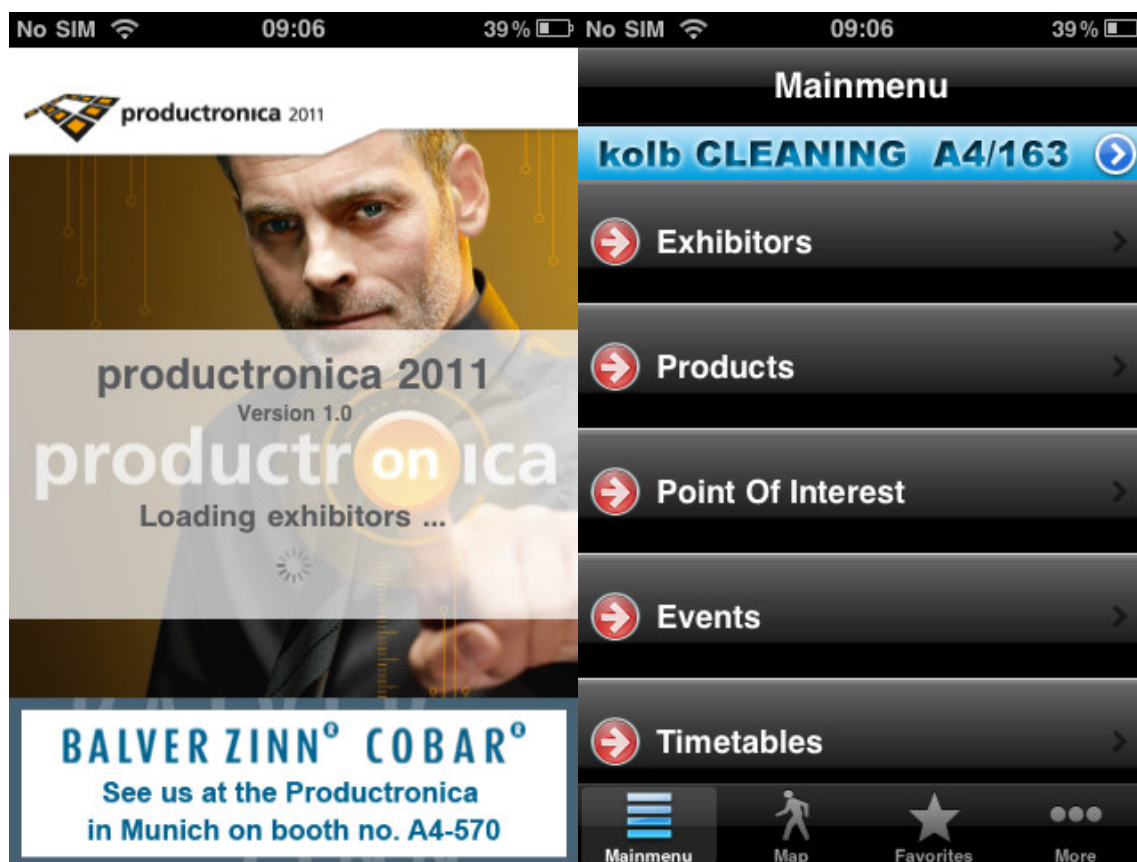 No SIM 09:06 39%
productronica 2011
productronica 2011
Version 1.0
productronica
Loading exhibitors ...
BALVER ZINN® COBAR®
See us at the Productronica
in Munich on booth no. A4-570
No SIM 09:06 39%
Mainmenu
kolb CLEANING A4/163
Exhibitors
Products
Point Of Interest
Events
Timetables
Mainmenu Map Favorites More